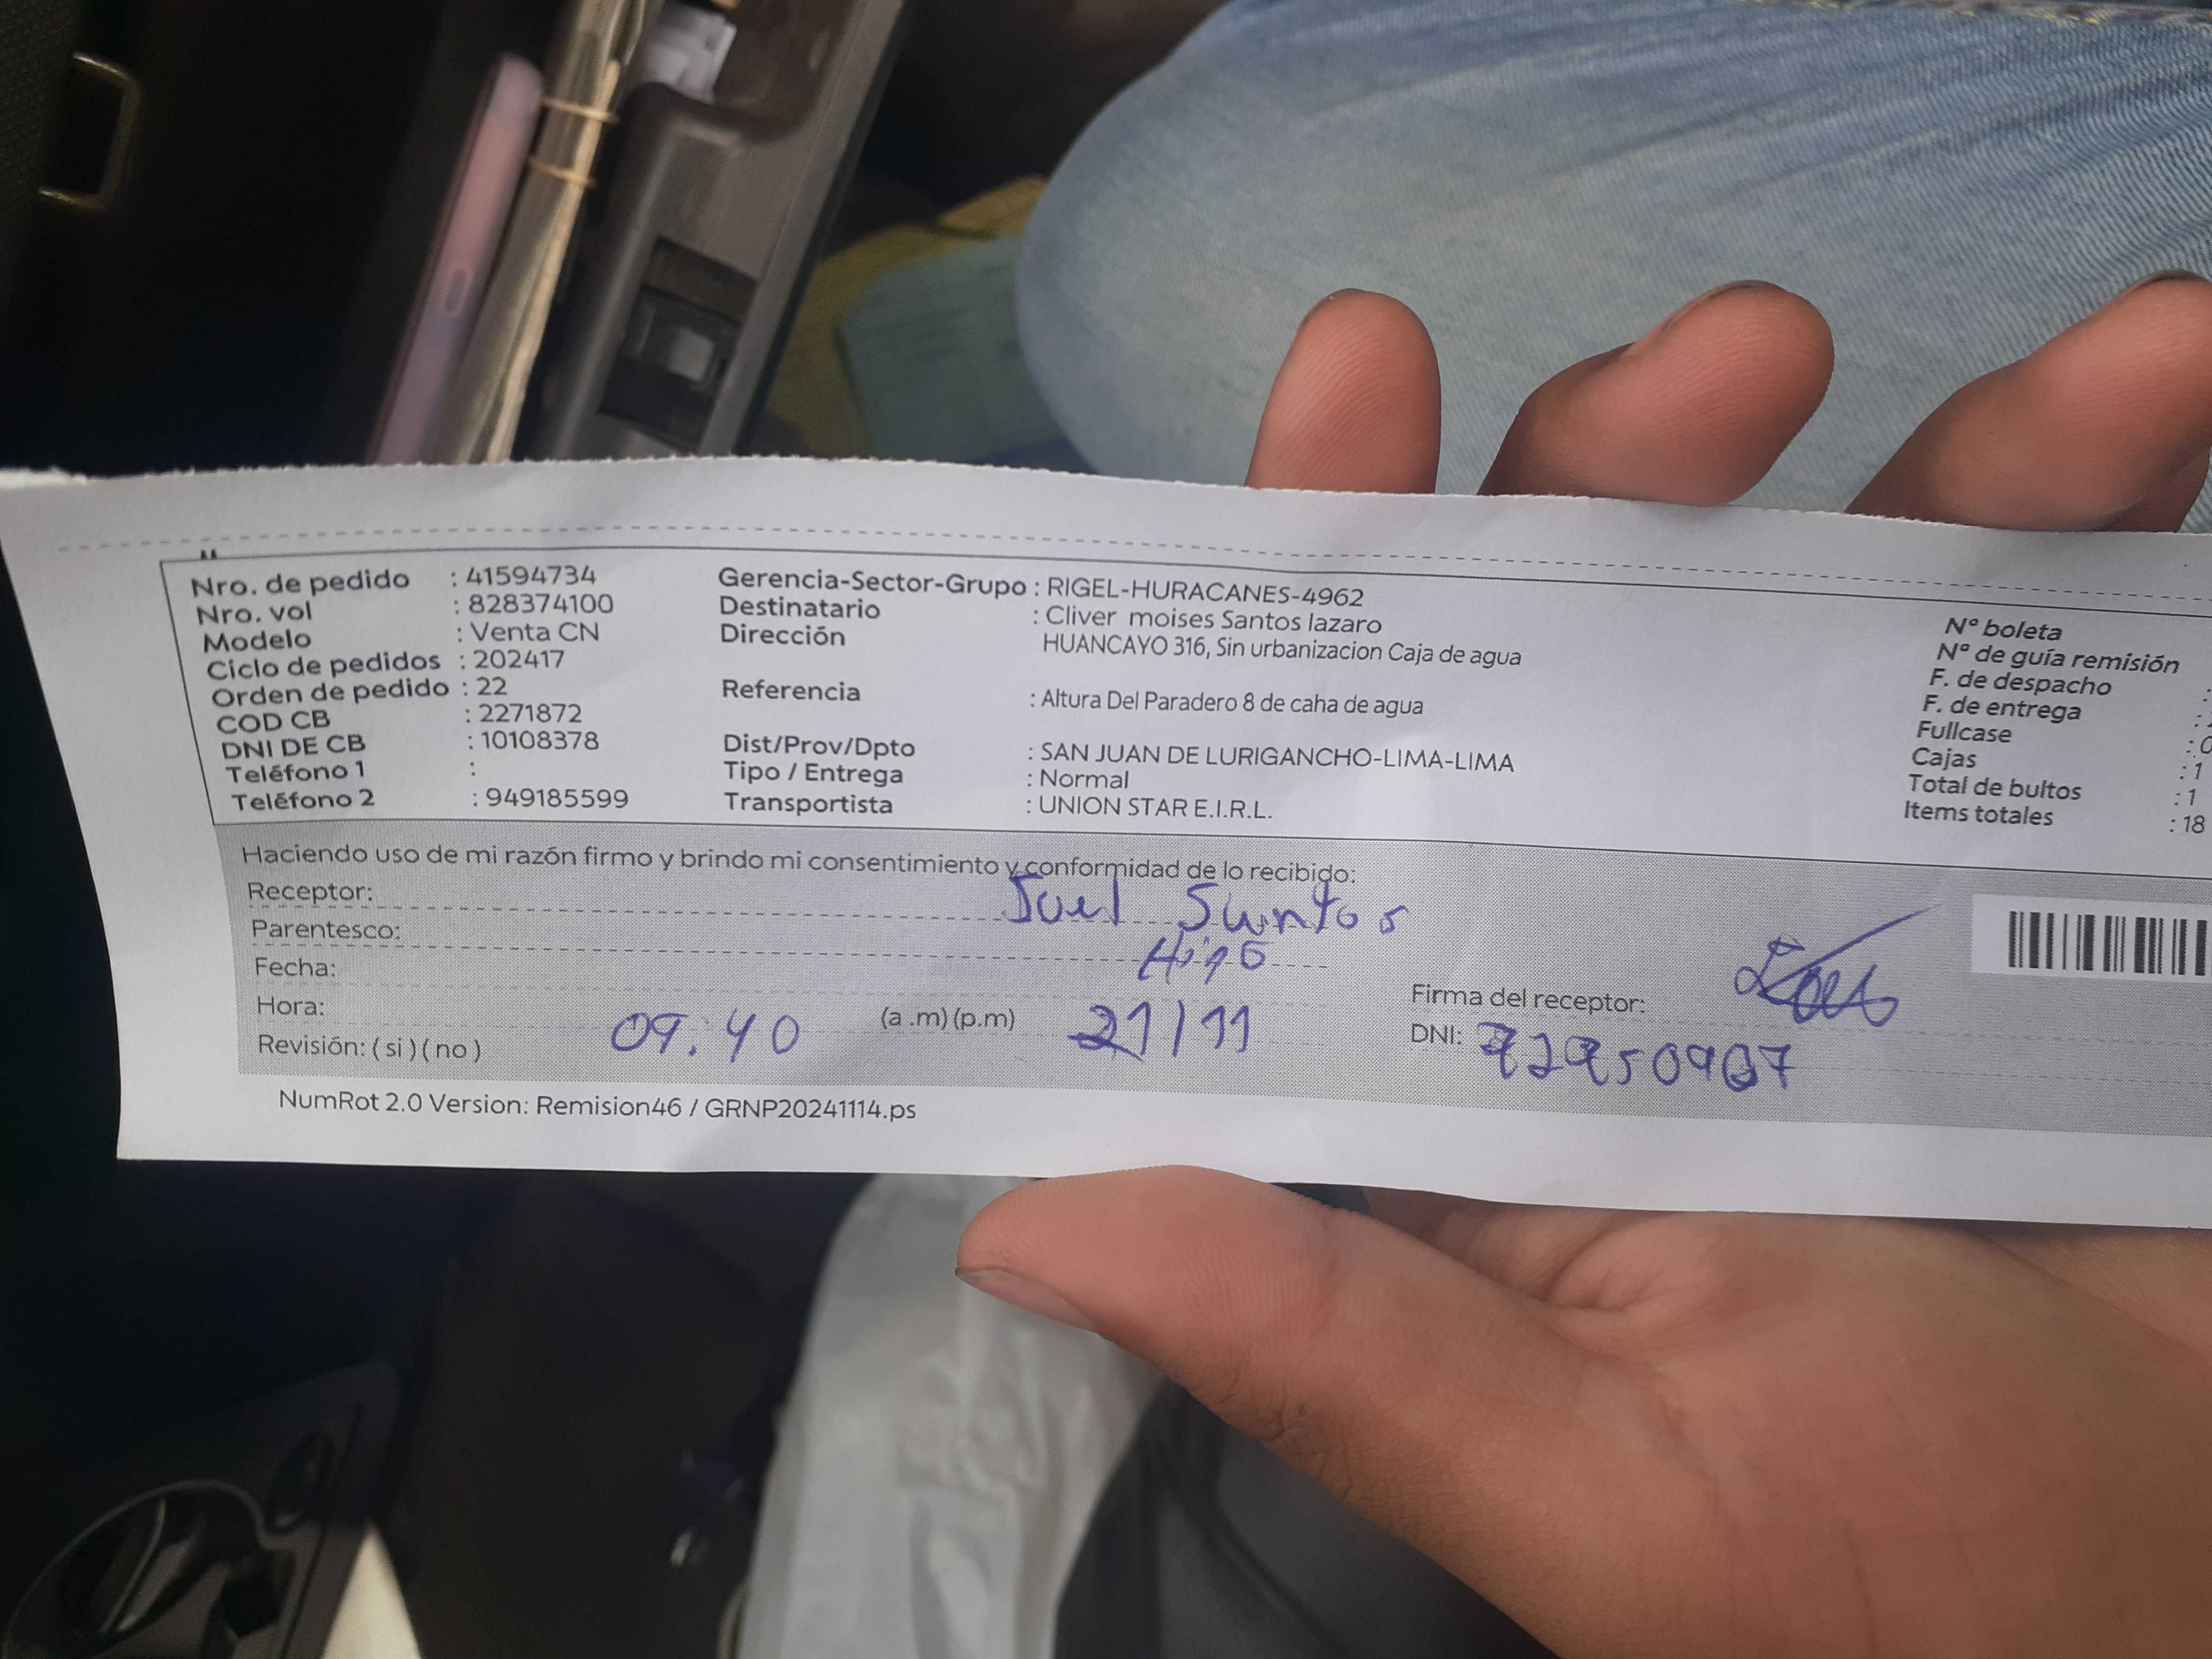 Nro. de pedido : 41594734
Nro. vol : 828374100
Modelo : Venta CN
Ciclo de pedidos : 202417
Orden de pedido : 22
COD CB : 2271872
DNI DE CB : 10108378
Teléfono 1 :
Teléfono 2 : 949185599
Gerencia-Sector-Grupo : RIGEL-HURACANES-4962
Destinatario : Cliver moises Santos lazaro
Dirección HUANCAYO 316, Sin urbanizacion Caja de agua
Referencia : Altura Del Paradero 8 de caha de agua
Dist/Prov/Dpto : SAN JUAN DE LURIGANCHO-LIMA-LIMA
Tipo / Entrega : Normal
Transportista : UNION STAR E.I.R.L.
N° boleta
N° de guía remisión
F. de despacho :
F. de entrega :
Fullcase : 0
Cajas : 1
Total de bultos : 1
Items totales : 18
Haciendo uso de mi razón firmo y brindo mi consentimiento y conformidad de lo recibido:
Receptor: Santos
Parentesco: Hijo
Fecha: 21/11
Hora: 09:40 (a .m) (p.m)
Revisión: ( si ) ( no )
Firma del receptor:
DNI:
NumRot 2.0 Version: Remision46 / GRNP20241114.ps